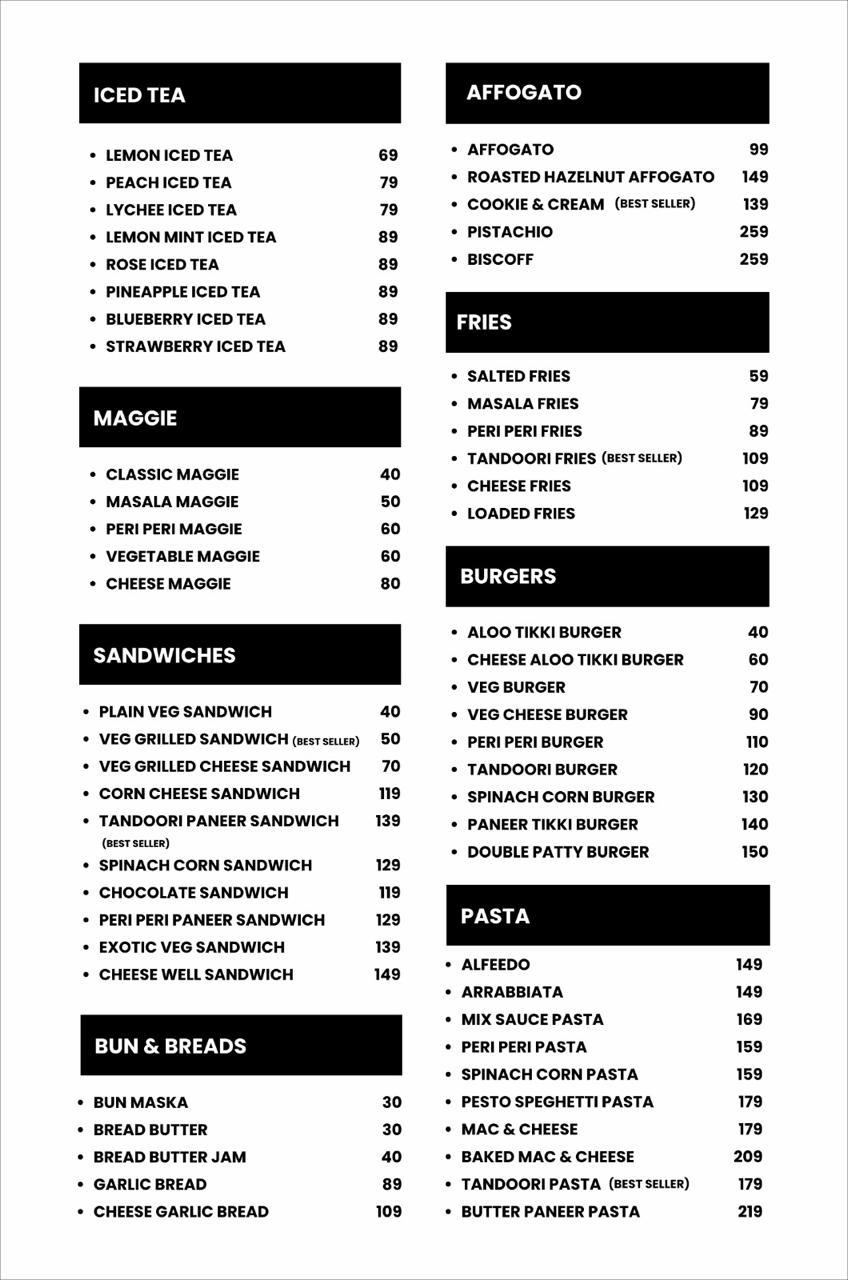 ICED TEA
• LEMON ICED TEA 69
• PEACH ICED TEA 79
• LYCHEE ICED TEA 79
• LEMON MINT ICED TEA 89
• ROSE ICED TEA 89
• PINEAPPLE ICED TEA 89
• BLUEBERRY ICED TEA 89
• STRAWBERRY ICED TEA 89
MAGGIE
• CLASSIC MAGGIE 40
• MASALA MAGGIE 50
• PERI PERI MAGGIE 60
• VEGETABLE MAGGIE 60
• CHEESE MAGGIE 80
SANDWICHES
• PLAIN VEG SANDWICH 40
• VEG GRILLED SANDWICH (BEST SELLER) 50
• VEG GRILLED CHEESE SANDWICH 70
• CORN CHEESE SANDWICH 119
• TANDOORI PANEER SANDWICH 139
(BEST SELLER)
• SPINACH CORN SANDWICH 129
• CHOCOLATE SANDWICH 119
• PERI PERI PANEER SANDWICH 129
• EXOTIC VEG SANDWICH 139
• CHEESE WELL SANDWICH 149
BUN & BREADS
• BUN MASKA 30
• BREAD BUTTER 30
• BREAD BUTTER JAM 40
• GARLIC BREAD 89
• CHEESE GARLIC BREAD 109
AFFOGATO
• AFFOGATO 99
• ROASTED HAZELNUT AFFOGATO 149
• COOKIE & CREAM (BEST SELLER) 139
• PISTACHIO 259
• BISCOFF 259
FRIES
• SALTED FRIES 59
• MASALA FRIES 79
• PERI PERI FRIES 89
• TANDOORI FRIES (BEST SELLER) 109
• CHEESE FRIES 109
• LOADED FRIES 129
BURGERS
• ALOO TIKKI BURGER 40
• CHEESE ALOO TIKKI BURGER 60
• VEG BURGER 70
• VEG CHEESE BURGER 90
• PERI PERI BURGER 110
• TANDOORI BURGER 120
• SPINACH CORN BURGER 130
• PANEER TIKKI BURGER 140
• DOUBLE PATTY BURGER 150
PASTA
• ALFEEDO 149
• ARRABBIATA 149
• MIX SAUCE PASTA 169
• PERI PERI PASTA 159
• SPINACH CORN PASTA 159
• PESTO SPEGHETTI PASTA 179
• MAC & CHEESE 179
• BAKED MAC & CHEESE 209
• TANDOORI PASTA (BEST SELLER) 179
• BUTTER PANEER PASTA 219